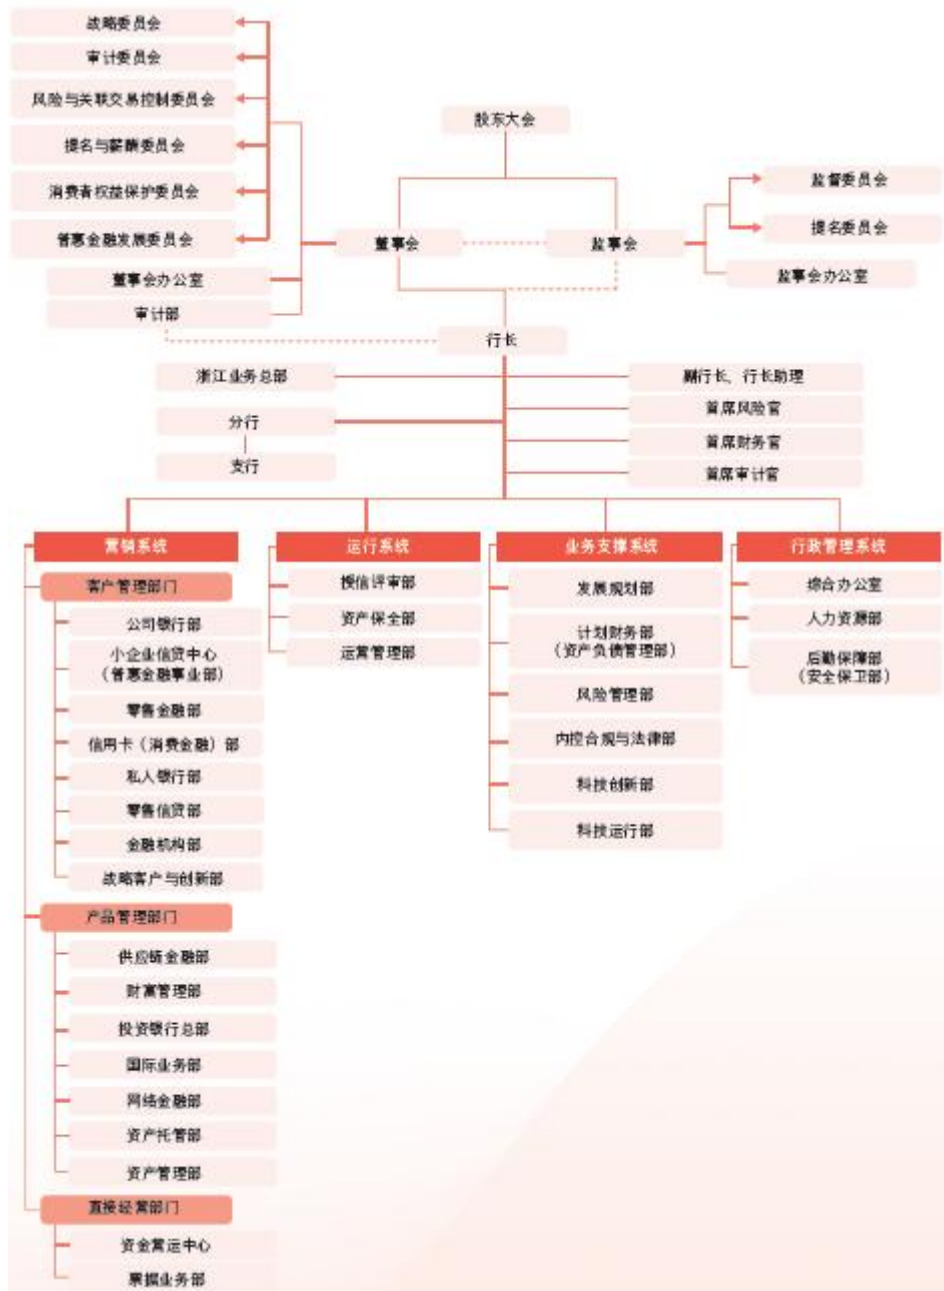 战略委员会
审计委员会
风险与关联交易控制委员会
提名与薪酬委员会
消费者权益保护委员会
普惠金融发展委员会
董事会办公室
审计部
股东大会
董事会
监事会
监督委员会
提名委员会
监事会办公室
行长
浙江业务总部
分行
支行
副行长、行长助理
首席风险官
首席财务官
首席审计官
营销系统
客户管理部门
公司银行部
小企业信贷中心
（普惠金融事业部）
零售金融部
信用卡（消费金融）部
私人银行部
零售信贷部
金融机构部
战略客户与创新部
产品管理部门
供应链金融部
财富管理部
投资银行总部
国际业务部
网络金融部
资产托管部
资产管理部
直接经营部门
资金营运中心
票据业务部
运行系统
授信评审部
资产保全部
运营管理部
业务支撑系统
发展规划部
计划财务部
（资产负债管理部）
风险管理部
内控合规与法律部
科技创新部
科技运行部
行政管理系统
综合办公室
人力资源部
后勤保障部
（安全保卫部）